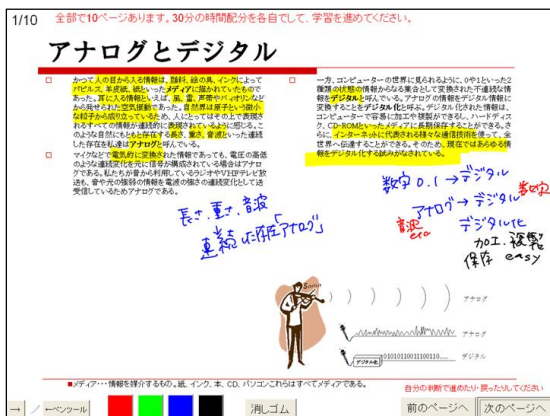 1/10
全部で10ページあります。30分の時間配分を各自でして、学習を進めてください。
アナログとデジタル
かつて人の目から入る情報は、顔料、絵の具、インクによって
パピルス、羊皮紙、紙といったメディアに描かれていたもので
あった。耳に入る情報といえば、風、雷、声帯やバイオリンなど
から発せられた空気振動であった。自然界は原子という微小
な粒子から成り立っているため、人にとってはその上で表現さ
れるすべての情報が連続的に表現されているように感じる。こ
のような自然にもともと存在する長さ、重さ、音波といった連続
した存在を私達はアナログと呼んでいる。
マイクなどで電気的に変換された情報であっても、電圧の高低
のような連続変化を元に信号が構成されている場合はアナロ
グである。私たちが昔から利用しているラジオやVHFテレビ放
送も、音や光の強弱の情報を電波の強さの連続変化として送
受信しているためアナログである。
一方、コンピューターの世界に見られるように、0や1といった2
種類の状態の情報からなる集合として変換された不連続な情
報をデジタルと呼んでいる。アナログの情報をデジタル情報に
変換することをデジタル化と呼ぶ。デジタル化された情報は、
コンピューターで容易に加工や複製ができるし、ハードディス
ク、CD-ROMといったメディアに長期保存することができる。さ
らに、インターネットに代表される様々な通信技術を使って、全
世界へ伝達することができる。そのため、現在ではあらゆる情
報をデジタル化する試みがなされている。
数字 0.1→デジタル
アナログ→デジタル 数字
音波 etc
デジタル化
加工.複製
保存 easy
長さ.重さ.音波
連続した存在「アナログ」
Sound
アナログ
アナログ
デジタル化
010101100111001110....
デジタル
■メディア・・・情報を媒介するもの。紙、インク、本、CD、パソコンこれらはすべてメディアである。
自分の判断で進めたり・戻ったりしてください
→
←ペンツール
消しゴム
前のページへ
次のページへ